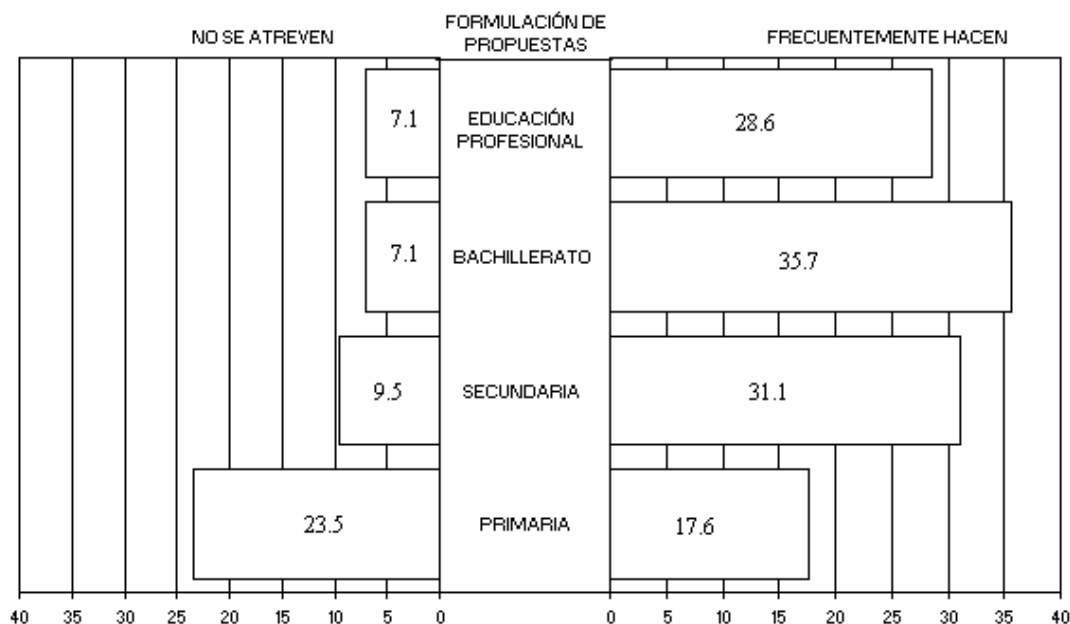 NO SE ATREVEN
FORMULACIÓN DE
PROPUESTAS
FRECUENTEMENTE HACEN
7.1
EDUCACIÓN
PROFESIONAL
28.6
7.1
BACHILLERATO
35.7
9.5
SECUNDARIA
31.1
23.5
PRIMARIA
17.6
40 35 30 25 20 15 10 5 0
0 5 10 15 20 25 30 35 40